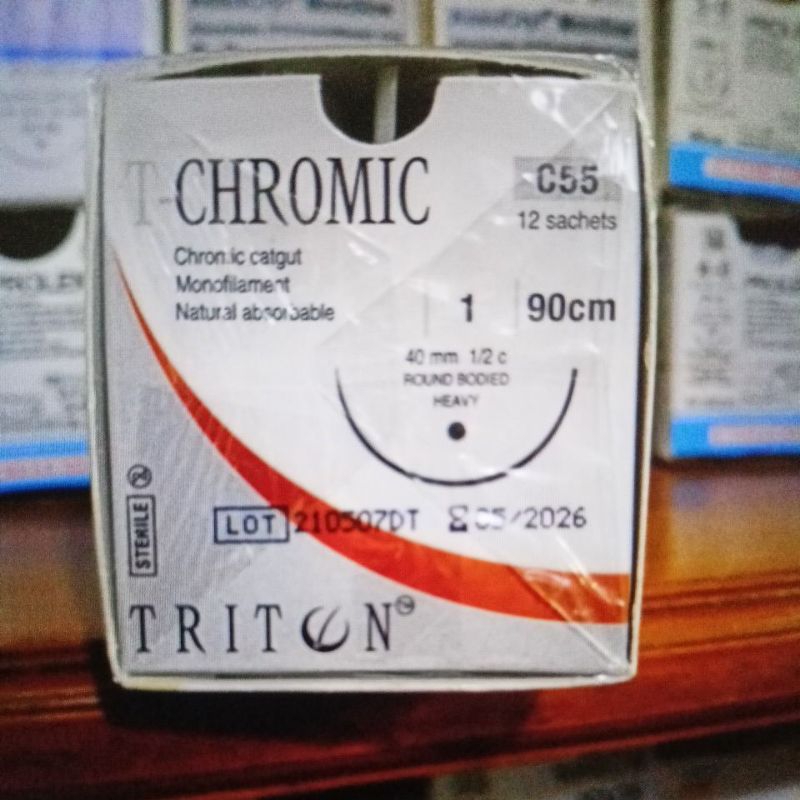 T-CHROMIC
C55
12 sachets
Chromic catgut
Monofilament
Natural absorbable
1
90cm
40 mm 1/2 c
ROUND BODIED
HEAVY
LOT 210507DT 05/2026
STERILE
TRITON